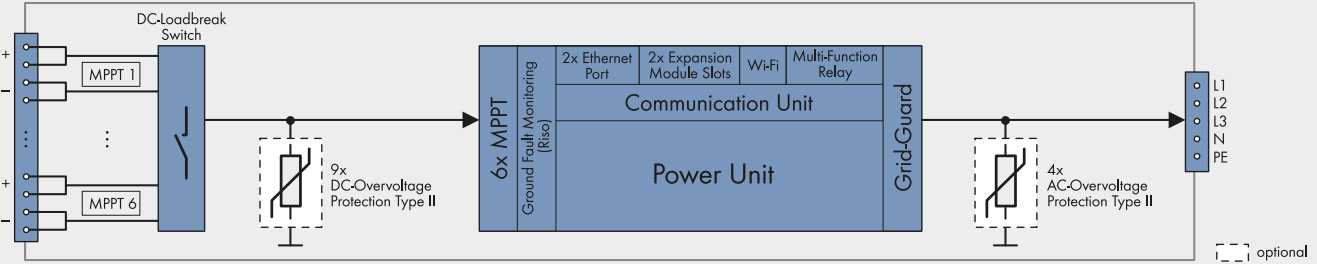 DC-Loadbreak
Switch
+
MPPT 1
–
⋮
⋮
+
MPPT 6
–
9x
DC-Overvoltage
Protection Type II
6x MPPT
Ground Fault Monitoring
(Riso)
2x Ethernet
Port
2x Expansion
Module Slots
Wi-Fi
Multi-Function
Relay
Communication Unit
Power Unit
Grid-Guard
4x
AC-Overvoltage
Protection Type II
L1
L2
L3
N
PE
optional